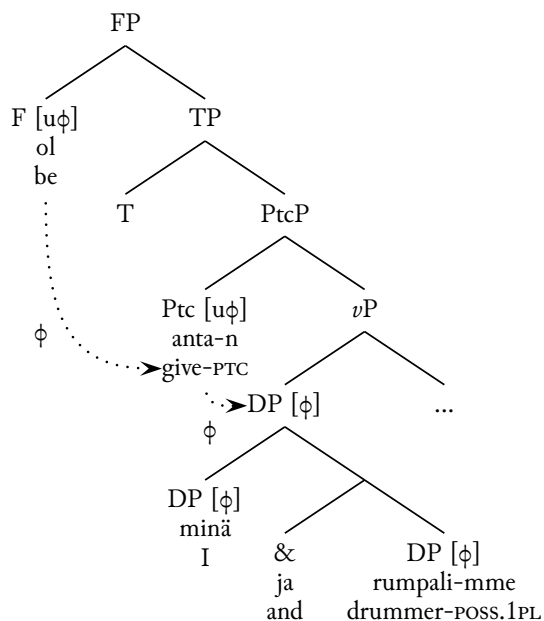 FP
F [uϕ] TP
ol
be
T PtcP
Ptc [uϕ] vP
anta-n
ϕ
give-PTC
DP [ϕ] ...
ϕ
DP [ϕ]
minä
I & DP [ϕ]
ja rumpali-mme
and drummer-POSS.1PL